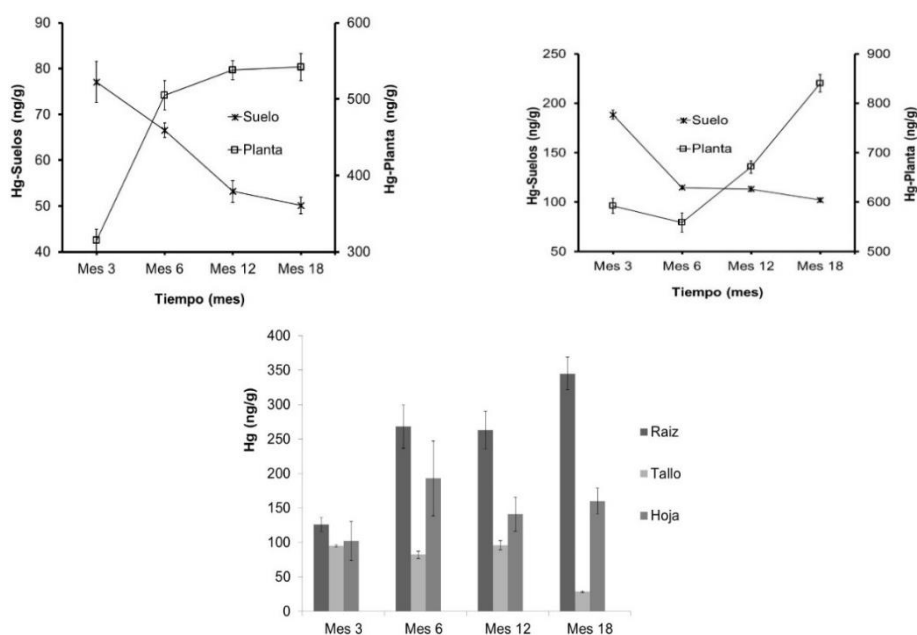 90
80
70
60
50
40
Hg-Suelos (ng/g)
600
500
400
300
Hg-Planta (ng/g)
Suelo
Planta
Mes 3 Mes 6 Mes 12 Mes 18
Tiempo (mes)
250
200
150
100
50
Hg-Suelos (ng/g)
900
800
700
600
500
Hg-Planta (ng/g)
Suelo
Planta
Mes 3 Mes 6 Mes 12 Mes 18
Tiempo (mes)
400
350
300
250
200
150
100
50
0
Hg (ng/g)
Raiz
Tallo
Hoja
Mes 3 Mes 6 Mes 12 Mes 18